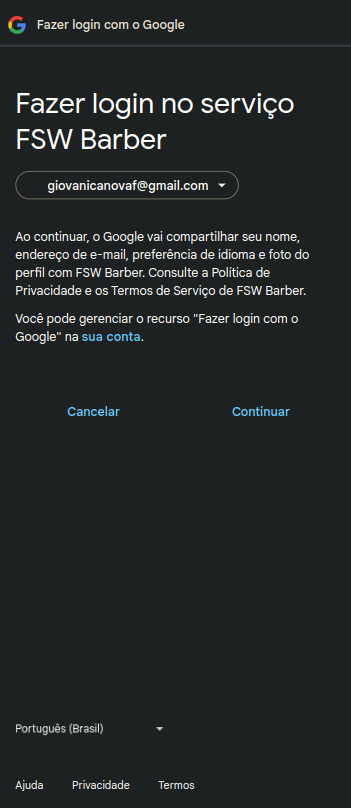 Fazer login com o Google
Fazer login no serviço
FSW Barber
giovanicanovaf@gmail.com
Ao continuar, o Google vai compartilhar seu nome,
endereço de e-mail, preferência de idioma e foto do
perfil com FSW Barber. Consulte a Política de
Privacidade e os Termos de Serviço de FSW Barber.
Você pode gerenciar o recurso "Fazer login com o
Google" na sua conta.
Cancelar
Continuar
Português (Brasil)
Ajuda
Privacidade
Termos